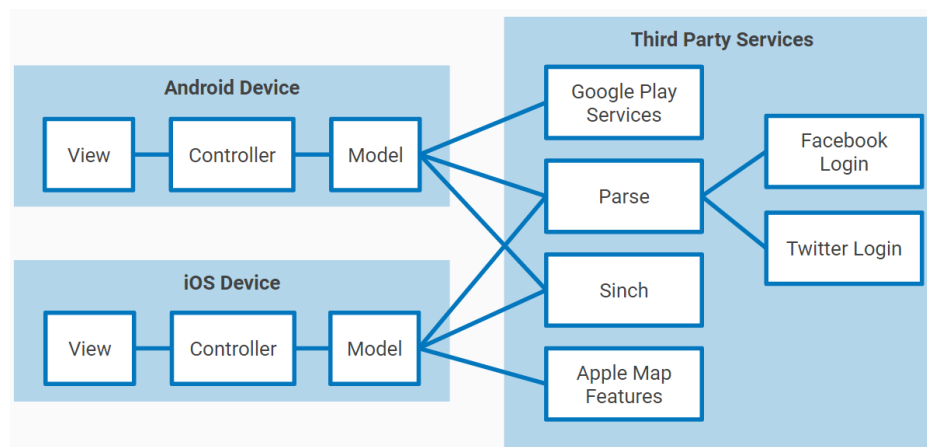 Third Party Services
Android Device
View
Controller
Model
Google Play
Services
Parse
Facebook
Login
Twitter Login
iOS Device
View
Controller
Model
Sinch
Apple Map
Features